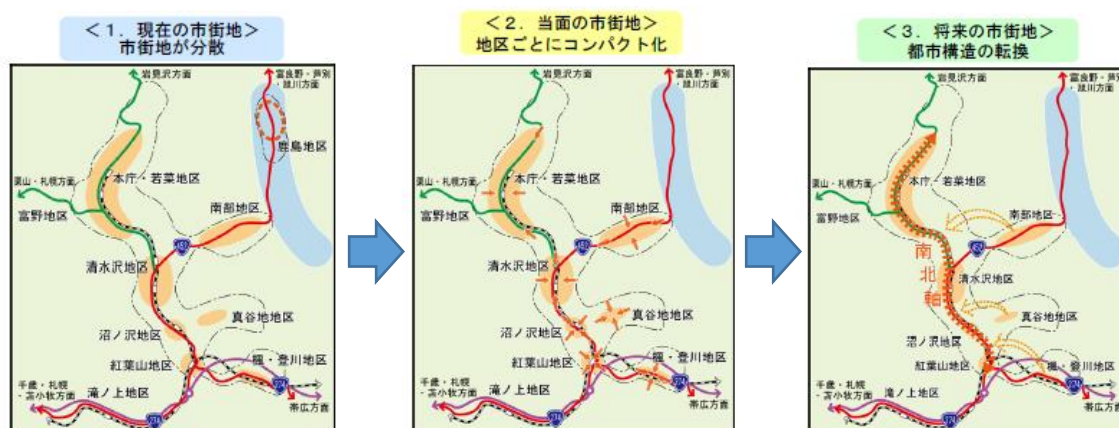 ＜１．現在の市街地＞
市街地が分散
岩見沢方面
富良野・芦別
・旭川方面
鹿島地区
本庁・若菜地区
栗山・札幌方面
富野地区
南部地区
452
清水沢地区
真谷地地区
沼ノ沢地区
紅葉山地区
楓・登川地区
千歳・札幌
・苫小牧方面
滝ノ上地区
274
274
帯広方面
＜２．当面の市街地＞
地区ごとにコンパクト化
岩見沢方面
富良野・芦別
・旭川方面
本庁・若菜地区
栗山・札幌方面
富野地区
南部地区
452
清水沢地区
真谷地地区
沼ノ沢地区
紅葉山地区
楓・登川地区
千歳・札幌
・苫小牧方面
滝ノ上地区
274
274
帯広方面
＜３．将来の市街地＞
都市構造の転換
岩見沢方面
富良野・芦別
・旭川方面
本庁・若菜地区
栗山・札幌方面
富野地区
南部地区
452
南北軸
清水沢地区
真谷地地区
沼ノ沢地区
紅葉山地区
楓・登川地区
千歳・札幌
・苫小牧方面
滝ノ上地区
274
274
帯広方面